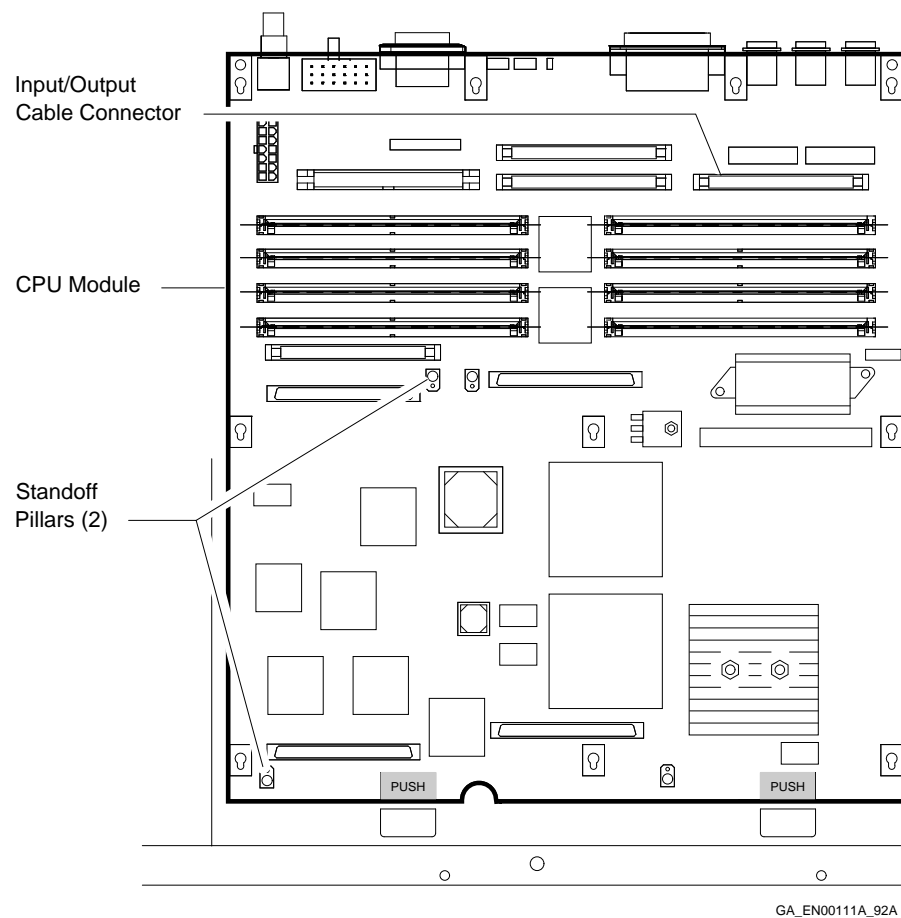 Input/Output
Cable Connector
CPU Module
Standoff
Pillars (2)
PUSH
PUSH
GA_EN00111A_92A